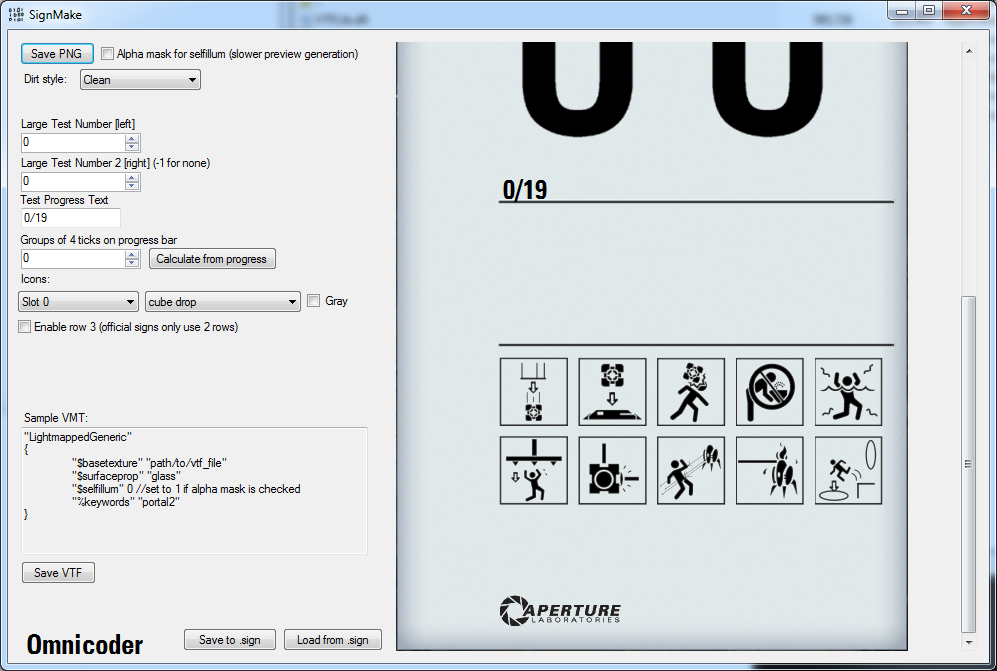 SignMake
Save PNG
Alpha mask for selfillum (slower preview generation)
Dirt style:
Clean
Large Test Number [left]
0
Large Test Number 2 [right] (-1 for none)
0
Test Progress Text
0/19
Groups of 4 ticks on progress bar
0
Calculate from progress
Icons:
Slot 0
cube drop
Gray
Enable row 3 (official signs only use 2 rows)
Sample VMT:
"LightmappedGeneric"
{
"$basetexture" "path/to/vtf_file"
"$surfaceprop" "glass"
"$selfillum" 0 //set to 1 if alpha mask is checked
"%keywords" "portal2"
}
Save VTF
Omnicoder
Save to .sign
Load from .sign
00
0/19
APERTURE
LABORATORIES